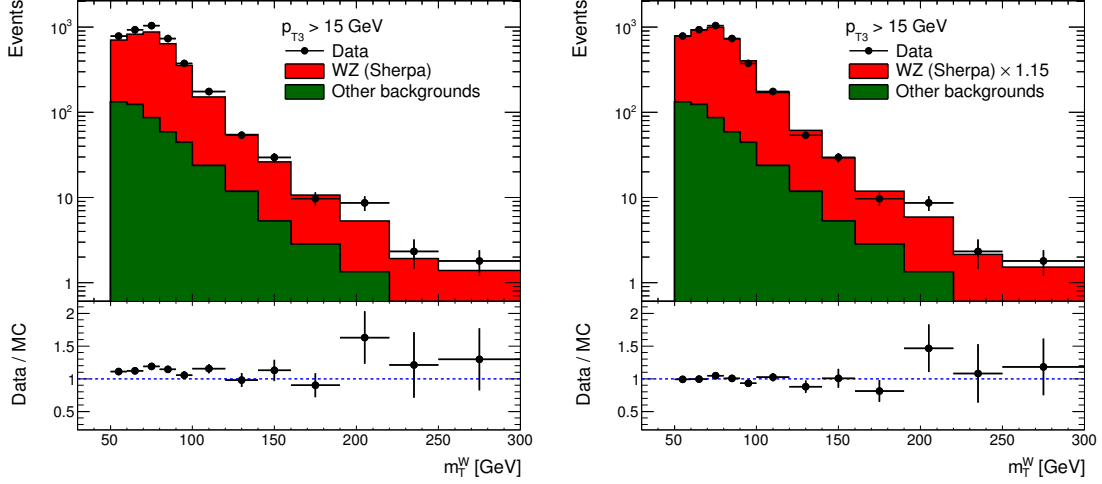 Events
10³
10²
10
1
p_T3 > 15 GeV
Data
WZ (Sherpa)
Other backgrounds
Data / MC
2
1.5
1
0.5
50 100 150 200 250 300
m_T^W [GeV]
Events
10³
10²
10
1
p_T3 > 15 GeV
Data
WZ (Sherpa) × 1.15
Other backgrounds
Data / MC
2
1.5
1
0.5
50 100 150 200 250 300
m_T^W [GeV]